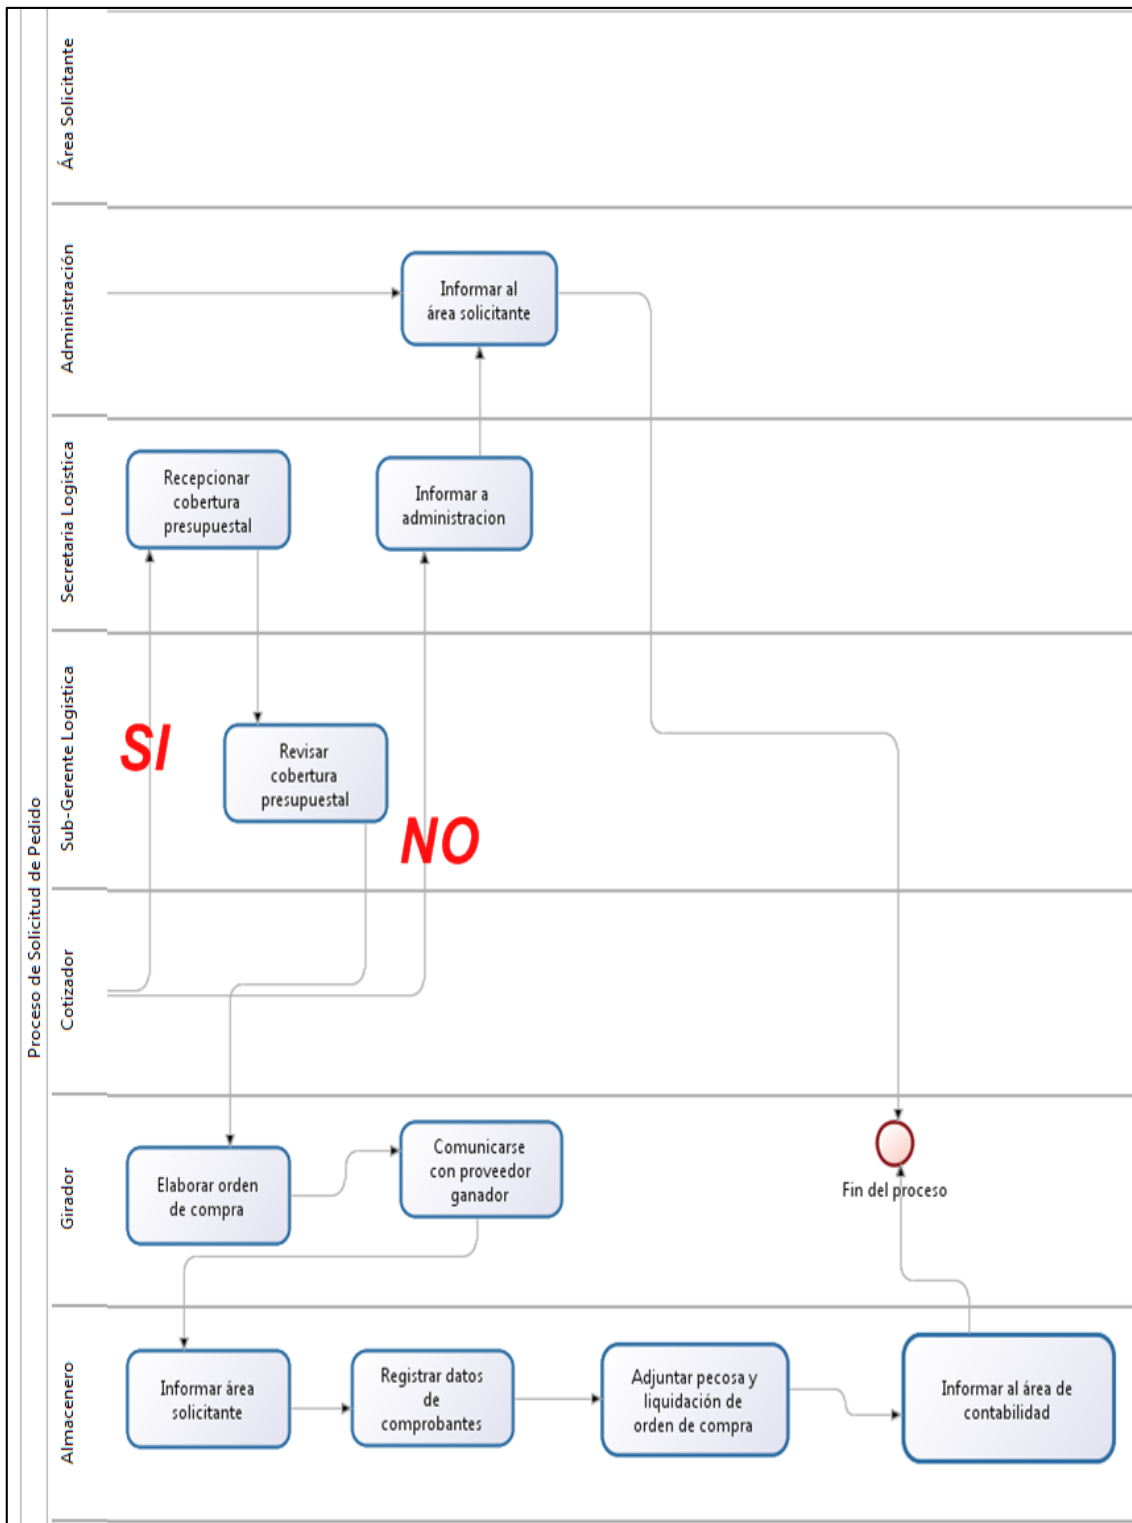 Proceso de Solicitud de Pedido
Área Solicitante
Administración
Informar al
área solicitante
Secretaria Logistica
Recepcionar
cobertura
presupuestal
Informar a
administracion
Sub-Gerente Logistica
SI
Revisar
cobertura
presupuestal
NO
Cotizador
Girador
Elaborar orden
de compra
Comunicarse
con proveedor
ganador
Fin del proceso
Almacenero
Informar área
solicitante
Registrar datos
de
comprobantes
Adjuntar pecosa y
liquidación de
orden de compra
Informar al área de
contabilidad